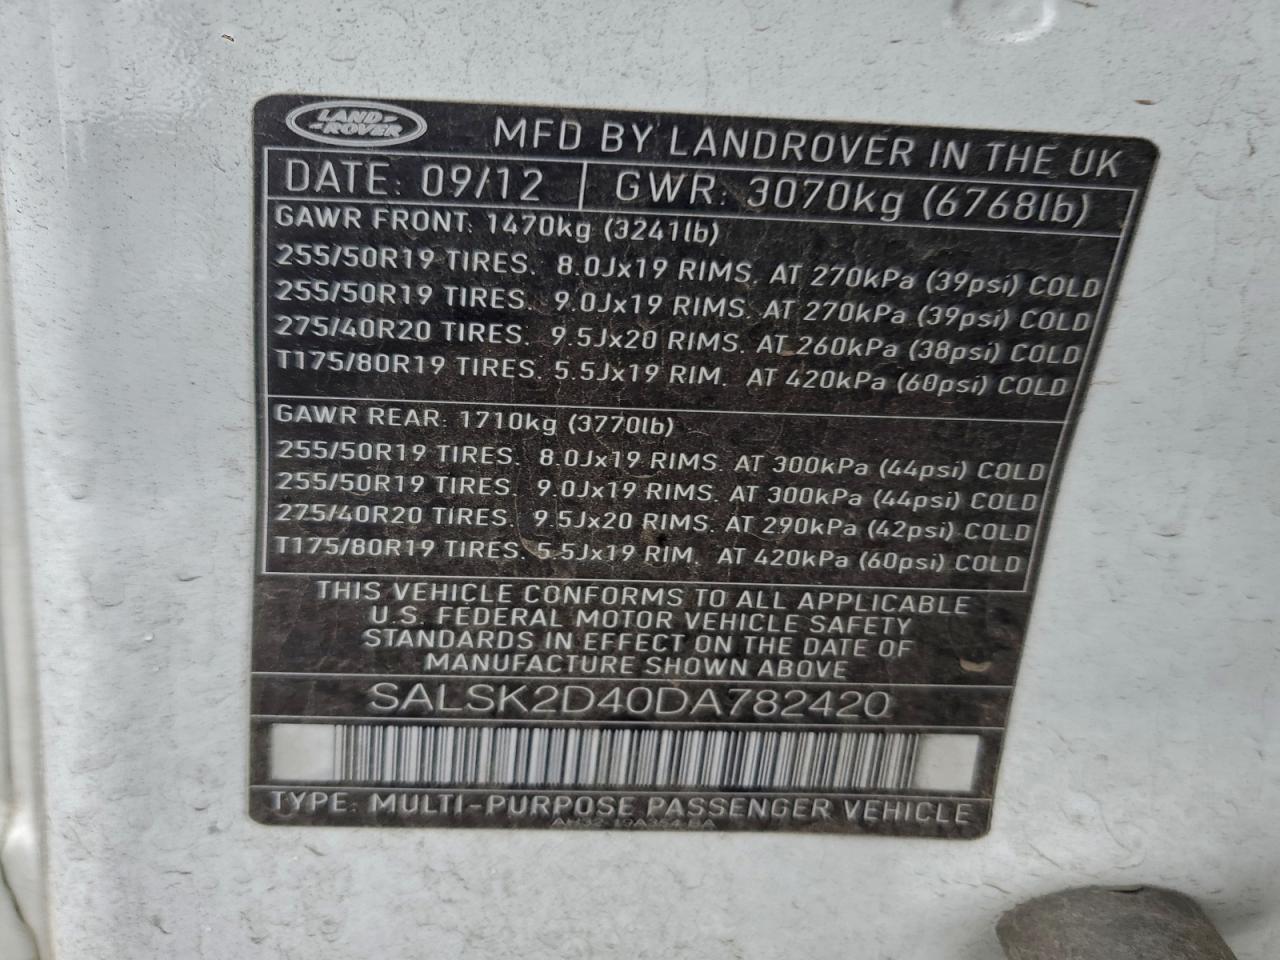 LAND
ROVER
MFD BY LANDROVER IN THE UK
DATE: 09/12 GWR: 3070kg (6768lb)
GAWR FRONT: 1470kg (3241lb)
255/50R19 TIRES. 8.0Jx19 RIMS. AT 270kPa (39psi) COLD
255/50R19 TIRES. 9.0Jx19 RIMS. AT 270kPa (39psi) COLD
275/40R20 TIRES. 9.5Jx20 RIMS. AT 260kPa (38psi) COLD
T175/80R19 TIRES. 5.5Jx19 RIM. AT 420kPa (60psi) COLD
GAWR REAR: 1710kg (3770lb)
255/50R19 TIRES. 8.0Jx19 RIMS. AT 300kPa (44psi) COLD
255/50R19 TIRES. 9.0Jx19 RIMS. AT 300kPa (44psi) COLD
275/40R20 TIRES. 9.5Jx20 RIMS. AT 290kPa (42psi) COLD
T175/80R19 TIRES. 5.5Jx19 RIM. AT 420kPa (60psi) COLD
THIS VEHICLE CONFORMS TO ALL APPLICABLE
U.S. FEDERAL MOTOR VEHICLE SAFETY
STANDARDS IN EFFECT ON THE DATE OF
MANUFACTURE SHOWN ABOVE
SALSK2D40DA782420
TYPE: MULTI-PURPOSE PASSENGER VEHICLE
AH32-19A354-BA